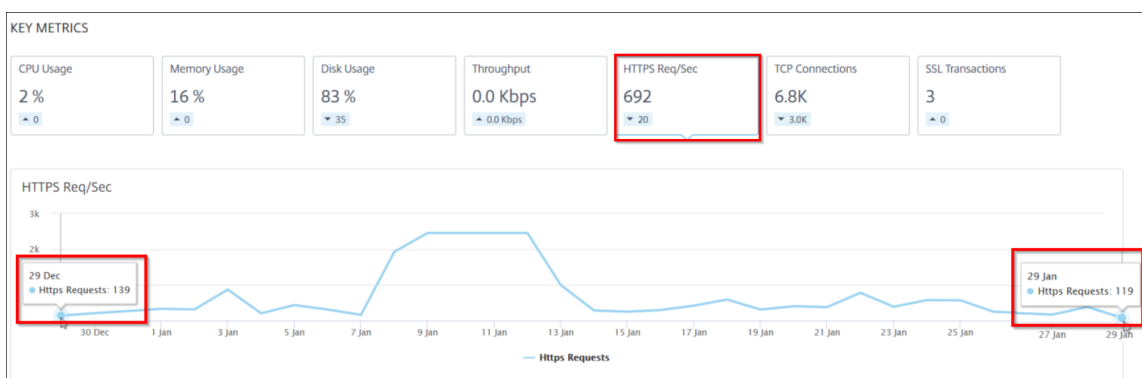 KEY METRICS
CPU Usage
2 %
0
Memory Usage
16 %
0
Disk Usage
83 %
35
Throughput
0.0 Kbps
0.0 Kbps
HTTPS Req/Sec
692
20
TCP Connections
6.8K
3.0K
SSL Transactions
3
0
HTTPS Req/Sec
3k
2k
29 Dec
Https Requests: 139
29 Jan
Https Requests: 119
30 Dec 1 Jan 3 Jan 5 Jan 7 Jan 9 Jan 11 Jan 13 Jan 15 Jan 17 Jan 19 Jan 21 Jan 23 Jan 25 Jan 27 Jan 29 Jan
Https Requests